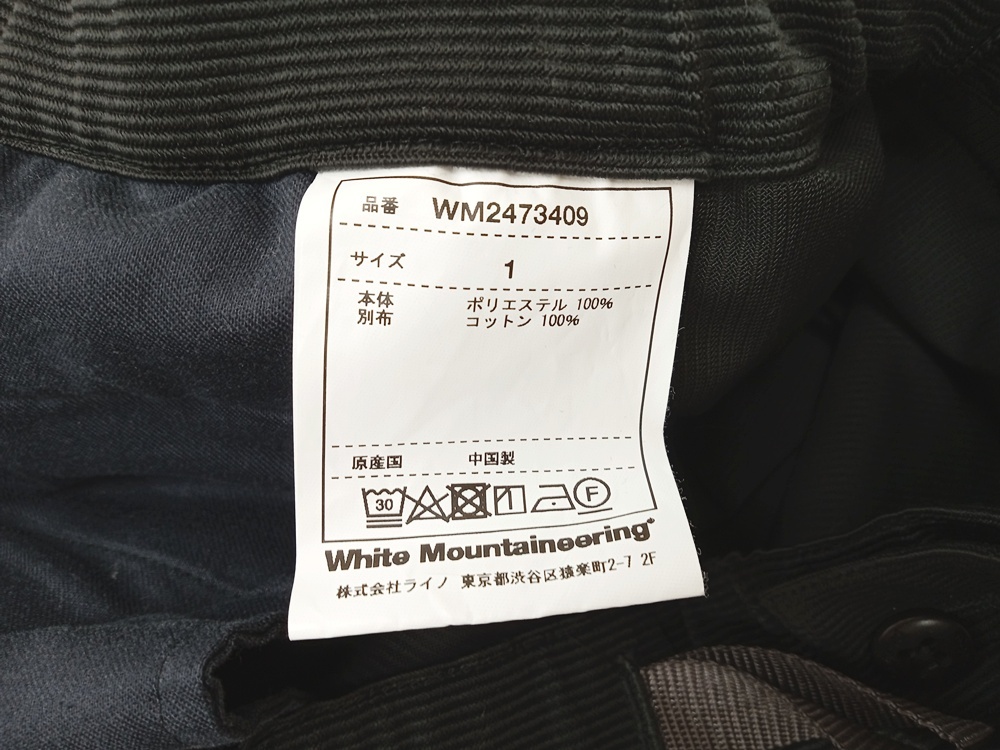 品番 WM2473409
サイズ 1
本体 ポリエステル 100%
別布 コットン 100%
原産国 中国製
30 F
White Mountaineering*
株式会社ライノ 東京都渋谷区猿楽町2-7 2F